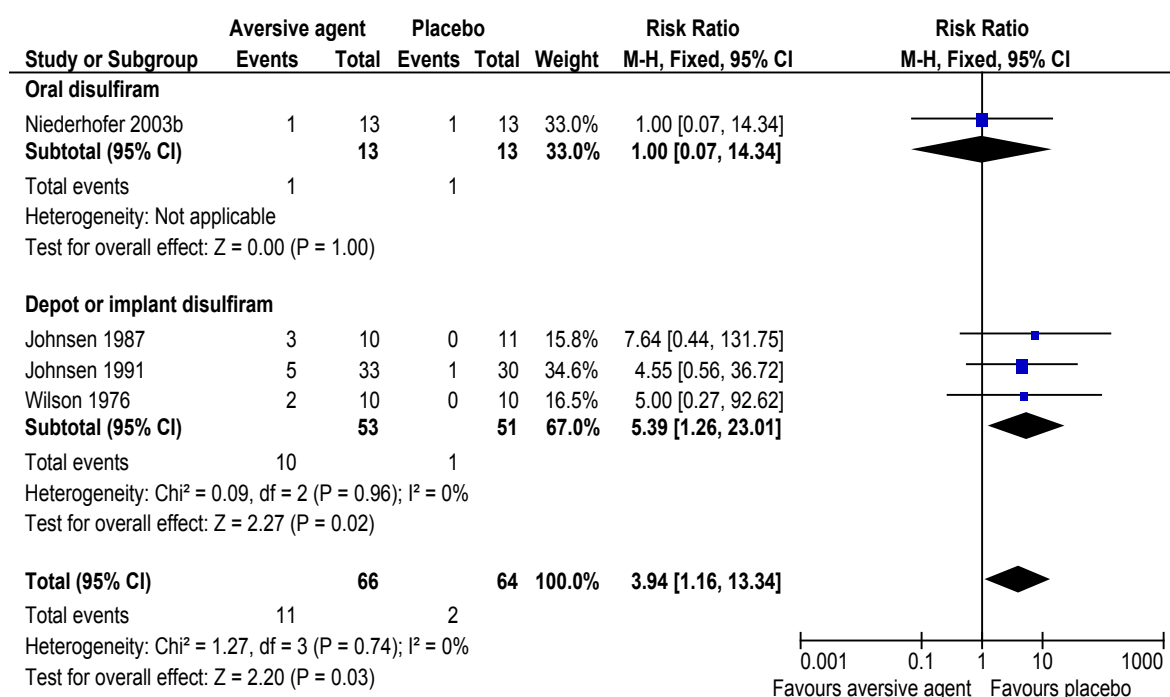 Aversive agent Placebo Risk Ratio Risk Ratio
Study or Subgroup Events Total Events Total Weight M-H, Fixed, 95% CI M-H, Fixed, 95% CI
Oral disulfiram
Niederhofer 2003b 1 13 1 13 33.0% 1.00 [0.07, 14.34]
Subtotal (95% CI) 13 13 33.0% 1.00 [0.07, 14.34]
Total events 1 1
Heterogeneity: Not applicable
Test for overall effect: Z = 0.00 (P = 1.00)
Depot or implant disulfiram
Johnsen 1987 3 10 0 11 15.8% 7.64 [0.44, 131.75]
Johnsen 1991 5 33 1 30 34.6% 4.55 [0.56, 36.72]
Wilson 1976 2 10 0 10 16.5% 5.00 [0.27, 92.62]
Subtotal (95% CI) 53 51 67.0% 5.39 [1.26, 23.01]
Total events 10 1
Heterogeneity: Chi² = 0.09, df = 2 (P = 0.96); I² = 0%
Test for overall effect: Z = 2.27 (P = 0.02)
Total (95% CI) 66 64 100.0% 3.94 [1.16, 13.34]
Total events 11 2
Heterogeneity: Chi² = 1.27, df = 3 (P = 0.74); I² = 0%
Test for overall effect: Z = 2.20 (P = 0.03)
0.001 0.1 1 10 1000
Favours aversive agent Favours placebo